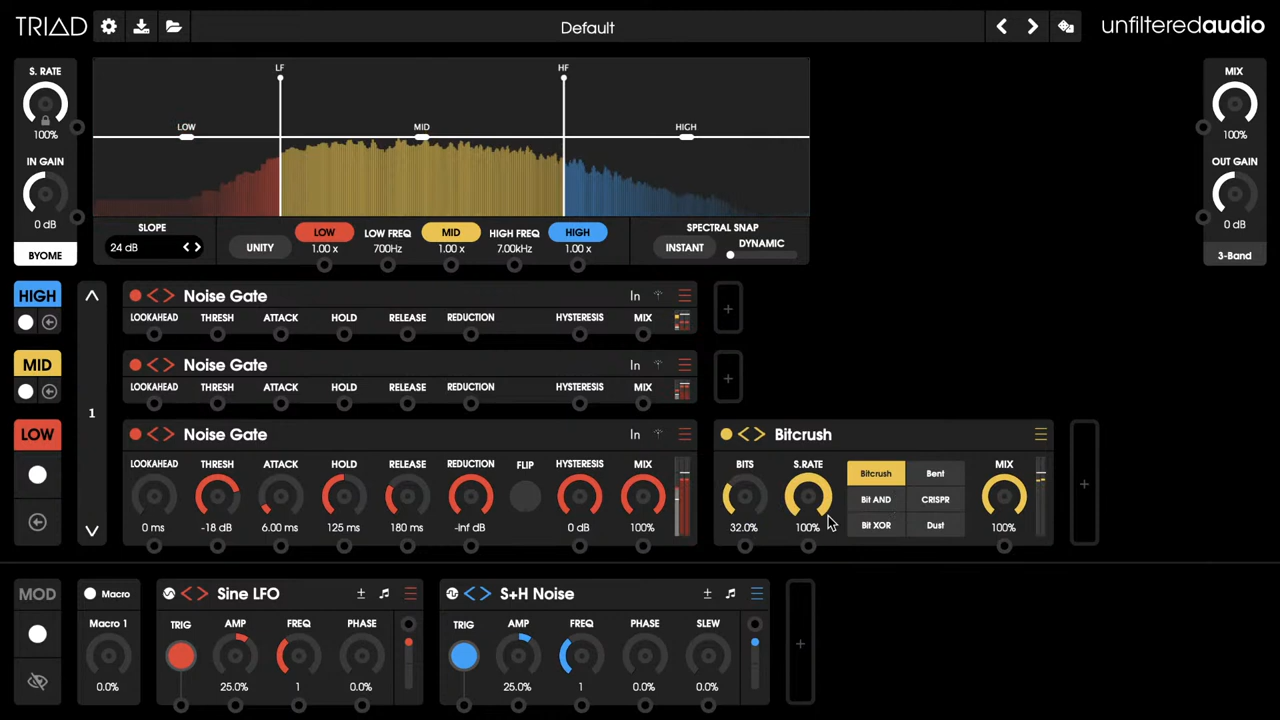 TRIAD Default unfilteredaudio
S. RATE
100%
IN GAIN
0 dB
BYOME
LF HF
LOW MID HIGH
SLOPE
24 dB
UNITY
LOW
1.00 x
LOW FREQ
700Hz
MID
1.00 x
HIGH FREQ
7.00kHz
HIGH
1.00 x
SPECTRAL SNAP
INSTANT DYNAMIC
MIX
100%
OUT GAIN
0 dB
3-Band
HIGH
Noise Gate In
LOOKAHEAD THRESH ATTACK HOLD RELEASE REDUCTION HYSTERESIS MIX
MID
Noise Gate In
LOOKAHEAD THRESH ATTACK HOLD RELEASE REDUCTION HYSTERESIS MIX
1
LOW
Noise Gate In
LOOKAHEAD THRESH ATTACK HOLD RELEASE REDUCTION FLIP HYSTERESIS MIX
0 ms -18 dB 6.00 ms 125 ms 180 ms -Inf dB 0 dB 100%
Bitcrush
BITS S.RATE MIX
Bitcrush Bent
Bit AND CRISPR
Bit XOR Dust
32.0% 100% 100%
MOD
Macro
Macro 1
0.0%
Sine LFO
TRIG AMP FREQ PHASE
25.0% 1 0.0%
S+H Noise
TRIG AMP FREQ PHASE SLEW
25.0% 1 0.0% 0.0%